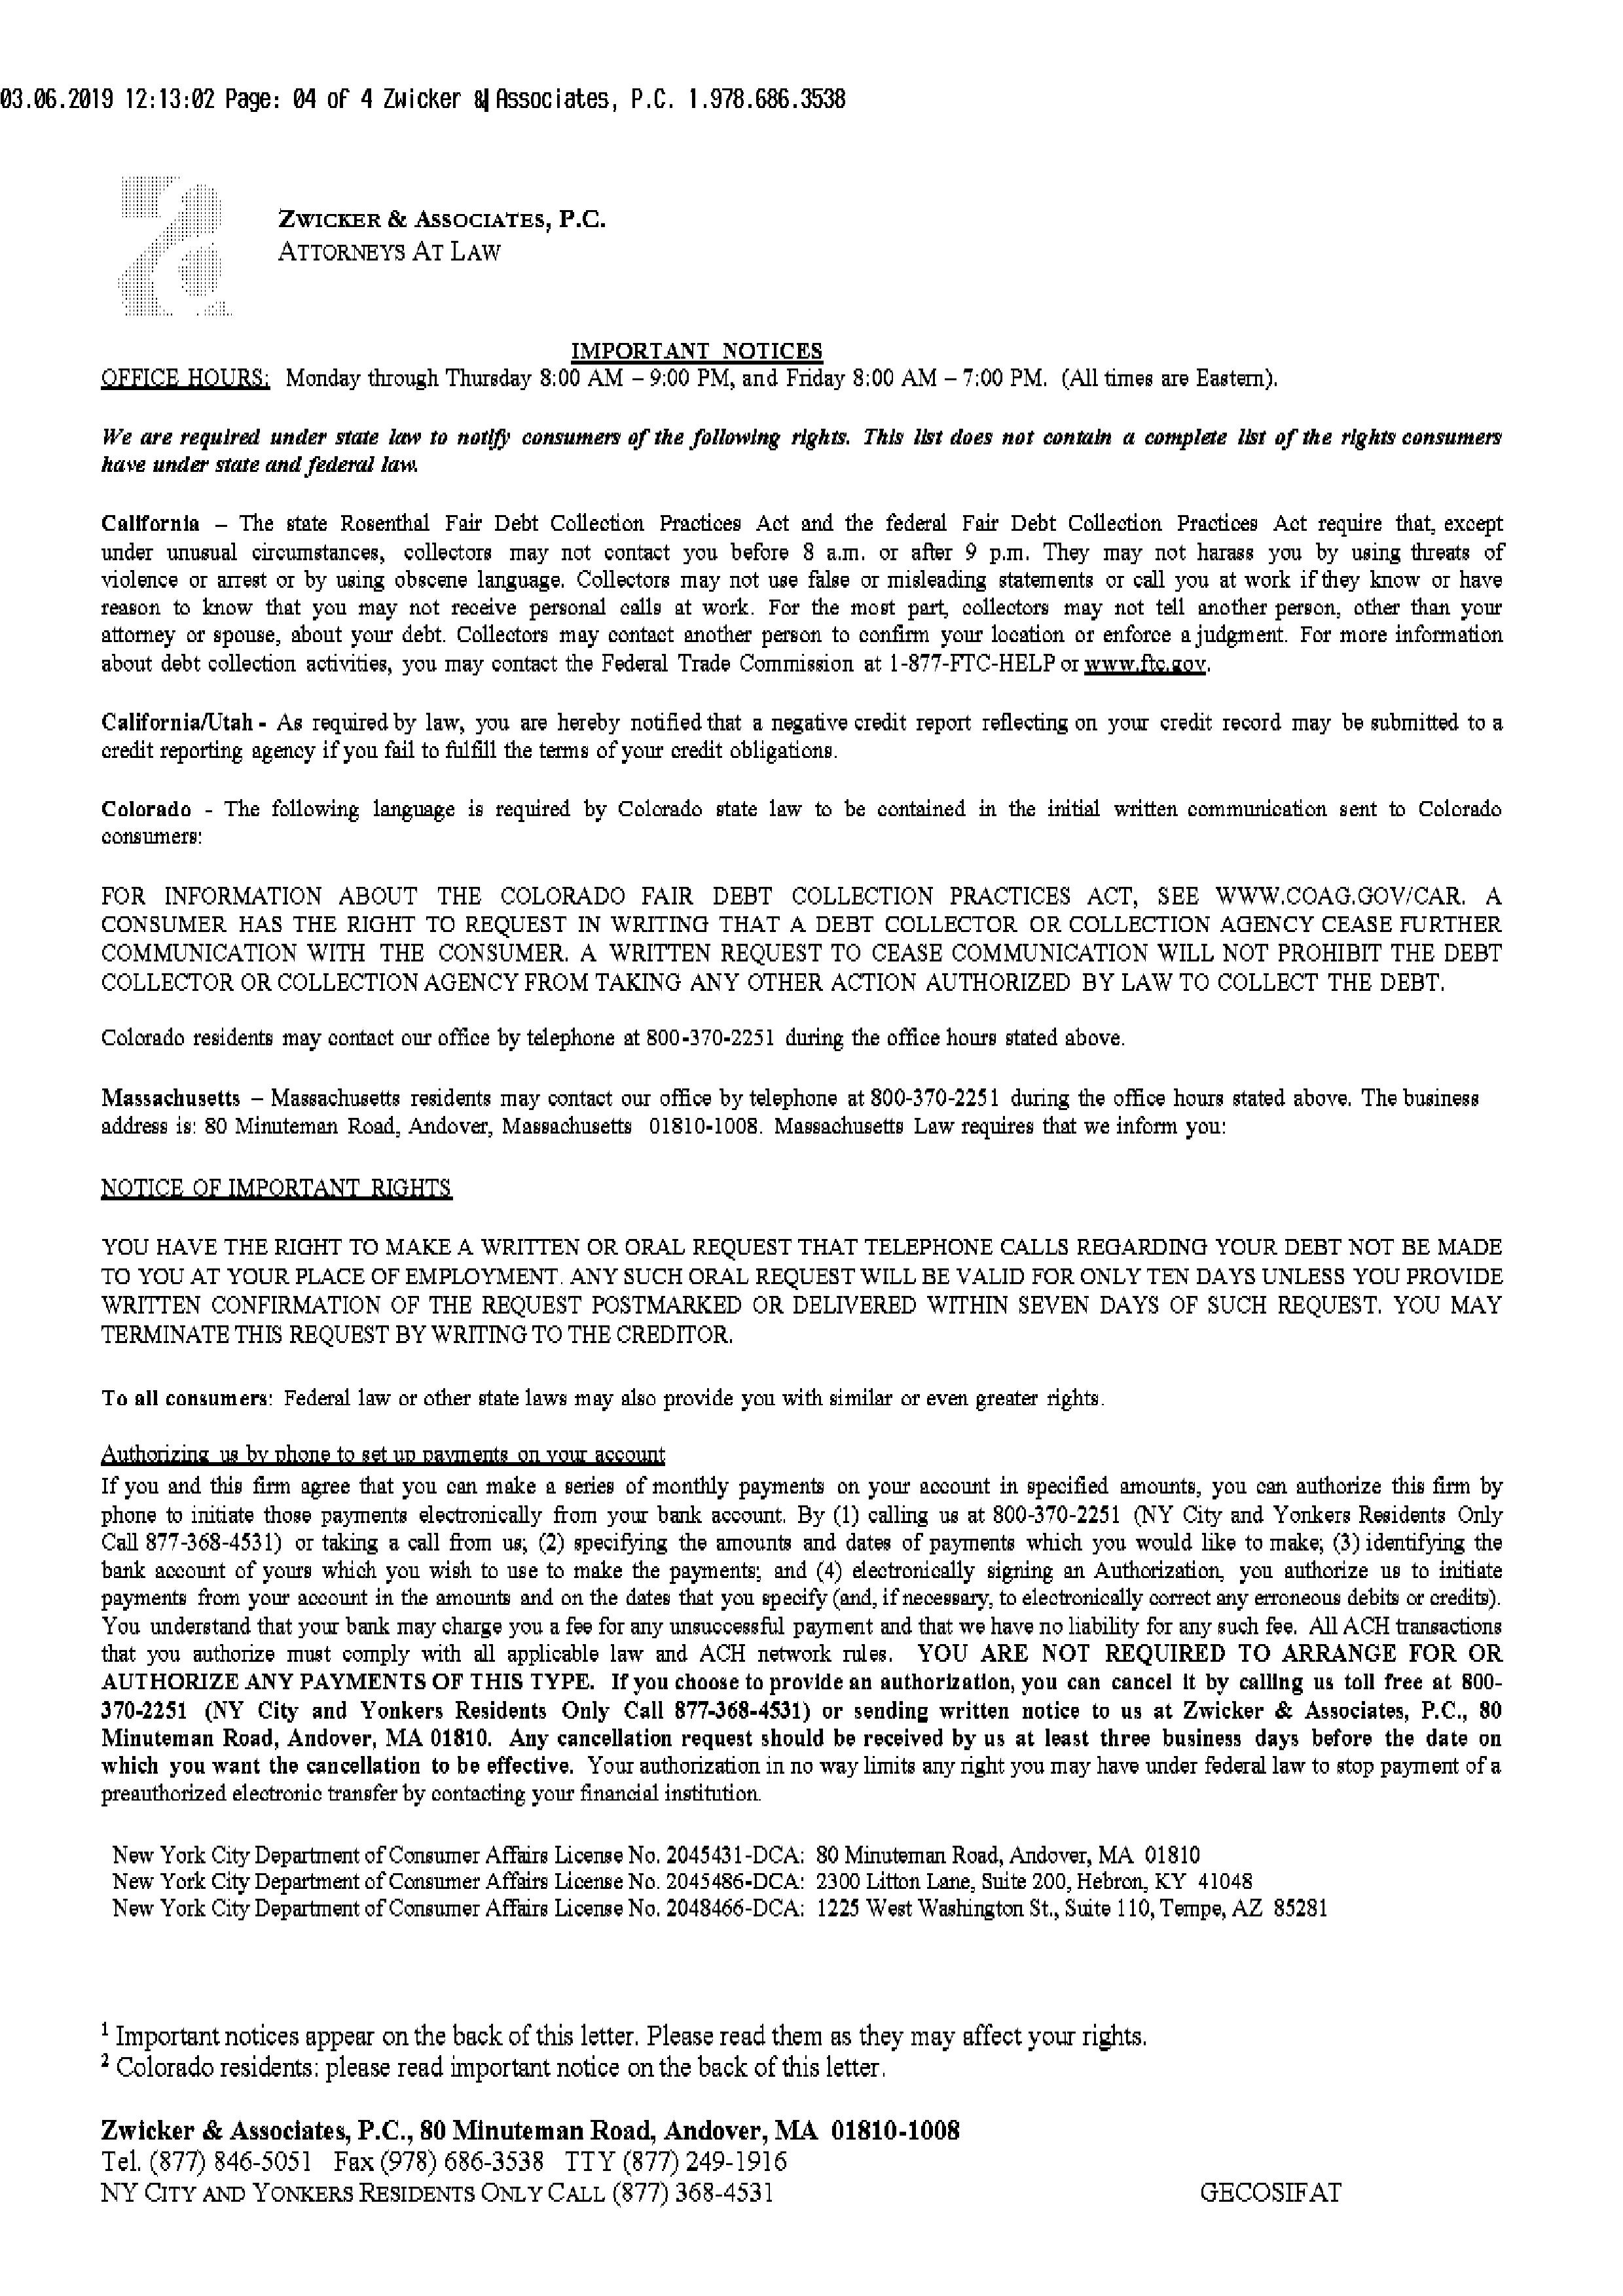 03.06.2019 12:13:02 Page: 04 of 4 Zwicker & Associates, P.C. 1.978.686.3538
ZWICKER & ASSOCIATES, P.C.
ATTORNEYS AT LAW
IMPORTANT NOTICES
OFFICE HOURS: Monday through Thursday 8:00 AM – 9:00 PM, and Friday 8:00 AM – 7:00 PM. (All times are Eastern).
We are required under state law to notify consumers of the following rights. This list does not contain a complete list of the rights consumers
have under state and federal law.
California – The state Rosenthal Fair Debt Collection Practices Act and the federal Fair Debt Collection Practices Act require that, except
under unusual circumstances, collectors may not contact you before 8 a.m. or after 9 p.m. They may not harass you by using threats of
violence or arrest or by using obscene language. Collectors may not use false or misleading statements or call you at work if they know or have
reason to know that you may not receive personal calls at work. For the most part, collectors may not tell another person, other than your
attorney or spouse, about your debt. Collectors may contact another person to confirm your location or enforce a judgment. For more information
about debt collection activities, you may contact the Federal Trade Commission at 1-877-FTC-HELP or www.ftc.gov.
California/Utah - As required by law, you are hereby notified that a negative credit report reflecting on your credit record may be submitted to a
credit reporting agency if you fail to fulfill the terms of your credit obligations.
Colorado - The following language is required by Colorado state law to be contained in the initial written communication sent to Colorado
consumers:
FOR INFORMATION ABOUT THE COLORADO FAIR DEBT COLLECTION PRACTICES ACT, SEE WWW.COAG.GOV/CAR. A
CONSUMER HAS THE RIGHT TO REQUEST IN WRITING THAT A DEBT COLLECTOR OR COLLECTION AGENCY CEASE FURTHER
COMMUNICATION WITH THE CONSUMER. A WRITTEN REQUEST TO CEASE COMMUNICATION WILL NOT PROHIBIT THE DEBT
COLLECTOR OR COLLECTION AGENCY FROM TAKING ANY OTHER ACTION AUTHORIZED BY LAW TO COLLECT THE DEBT.
Colorado residents may contact our office by telephone at 800-370-2251 during the office hours stated above.
Massachusetts – Massachusetts residents may contact our office by telephone at 800-370-2251 during the office hours stated above. The business
address is: 80 Minuteman Road, Andover, Massachusetts 01810-1008. Massachusetts Law requires that we inform you:
NOTICE OF IMPORTANT RIGHTS
YOU HAVE THE RIGHT TO MAKE A WRITTEN OR ORAL REQUEST THAT TELEPHONE CALLS REGARDING YOUR DEBT NOT BE MADE
TO YOU AT YOUR PLACE OF EMPLOYMENT. ANY SUCH ORAL REQUEST WILL BE VALID FOR ONLY TEN DAYS UNLESS YOU PROVIDE
WRITTEN CONFIRMATION OF THE REQUEST POSTMARKED OR DELIVERED WITHIN SEVEN DAYS OF SUCH REQUEST. YOU MAY
TERMINATE THIS REQUEST BY WRITING TO THE CREDITOR.
To all consumers: Federal law or other state laws may also provide you with similar or even greater rights.
Authorizing us by phone to set up payments on your account
If you and this firm agree that you can make a series of monthly payments on your account in specified amounts, you can authorize this firm by
phone to initiate those payments electronically from your bank account. By (1) calling us at 800-370-2251 (NY City and Yonkers Residents Only
Call 877-368-4531) or taking a call from us; (2) specifying the amounts and dates of payments which you would like to make; (3) identifying the
bank account of yours which you wish to use to make the payments; and (4) electronically signing an Authorization, you authorize us to initiate
payments from your account in the amounts and on the dates that you specify (and, if necessary, to electronically correct any erroneous debits or credits).
You understand that your bank may charge you a fee for any unsuccessful payment and that we have no liability for any such fee. All ACH transactions
that you authorize must comply with all applicable law and ACH network rules. YOU ARE NOT REQUIRED TO ARRANGE FOR OR
AUTHORIZE ANY PAYMENTS OF THIS TYPE. If you choose to provide an authorization, you can cancel it by calling us toll free at 800-
370-2251 (NY City and Yonkers Residents Only Call 877-368-4531) or sending written notice to us at Zwicker & Associates, P.C., 80
Minuteman Road, Andover, MA 01810. Any cancellation request should be received by us at least three business days before the date on
which you want the cancellation to be effective. Your authorization in no way limits any right you may have under federal law to stop payment of a
preauthorized electronic transfer by contacting your financial institution.
New York City Department of Consumer Affairs License No. 2045431-DCA: 80 Minuteman Road, Andover, MA 01810
New York City Department of Consumer Affairs License No. 2045486-DCA: 2300 Litton Lane, Suite 200, Hebron, KY 41048
New York City Department of Consumer Affairs License No. 2048466-DCA: 1225 West Washington St., Suite 110, Tempe, AZ 85281
1 Important notices appear on the back of this letter. Please read them as they may affect your rights.
2 Colorado residents: please read important notice on the back of this letter.
Zwicker & Associates, P.C., 80 Minuteman Road, Andover, MA 01810-1008
Tel. (877) 846-5051 Fax (978) 686-3538 TTY (877) 249-1916
NY CITY AND YONKERS RESIDENTS ONLY CALL (877) 368-4531 GECOSIFAT